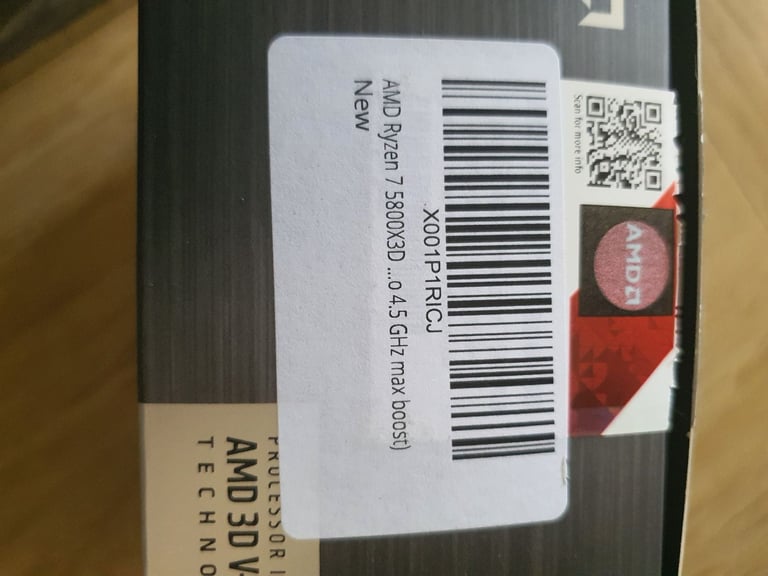 Scan for more info
AMD
X001P1RICJ
AMD Ryzen 7 5800X3D ...o 4.5 GHz max boost)
New
PROCESSOR
AMD 3D V-
TECHNO